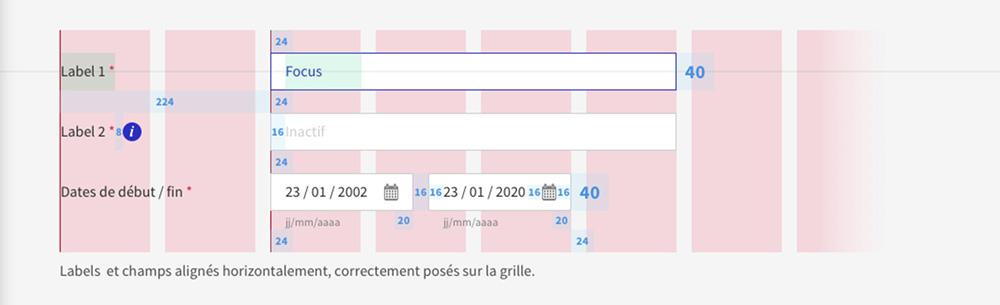 24
Label 1 * Focus 40
224 24
Label 2 * 8 i 16 Inactif
24
Dates de début / fin * 23 / 01 / 2002 16 16 23 / 01 / 2020 16 16 40
jj/mm/aaaa 20 jj/mm/aaaa 20
24 24
Labels et champs alignés horizontalement, correctement posés sur la grille.